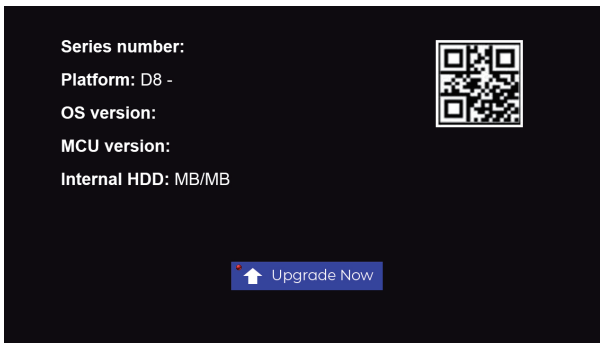 Series number:
Platform: D8 -
OS version:
MCU version:
Internal HDD: MB/MB
Upgrade Now